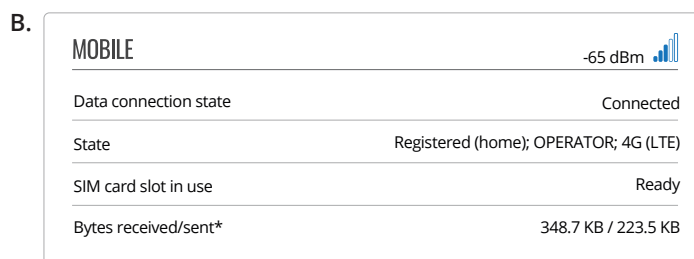 B.
MOBILE -65 dBm
Data connection state Connected
State Registered (home); OPERATOR; 4G (LTE)
SIM card slot in use Ready
Bytes received/sent* 348.7 KB / 223.5 KB